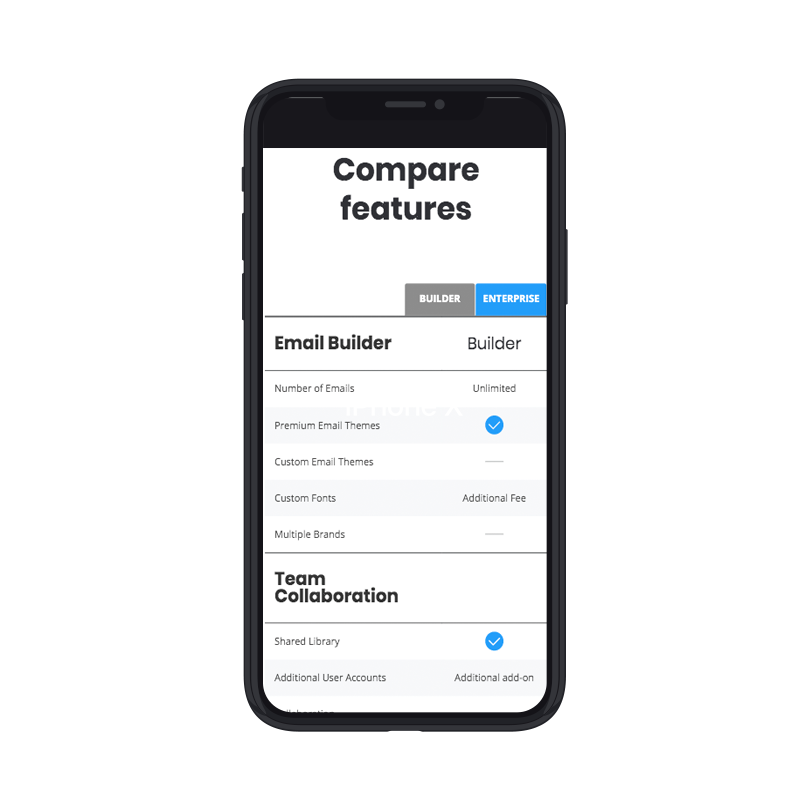 Compare
features
BUILDER ENTERPRISE
Email Builder Builder
Number of Emails Unlimited
iPhone X
Premium Email Themes
Custom Email Themes
Custom Fonts Additional Fee
Multiple Brands
Team
Collaboration
Shared Library
Additional User Accounts Additional add-on